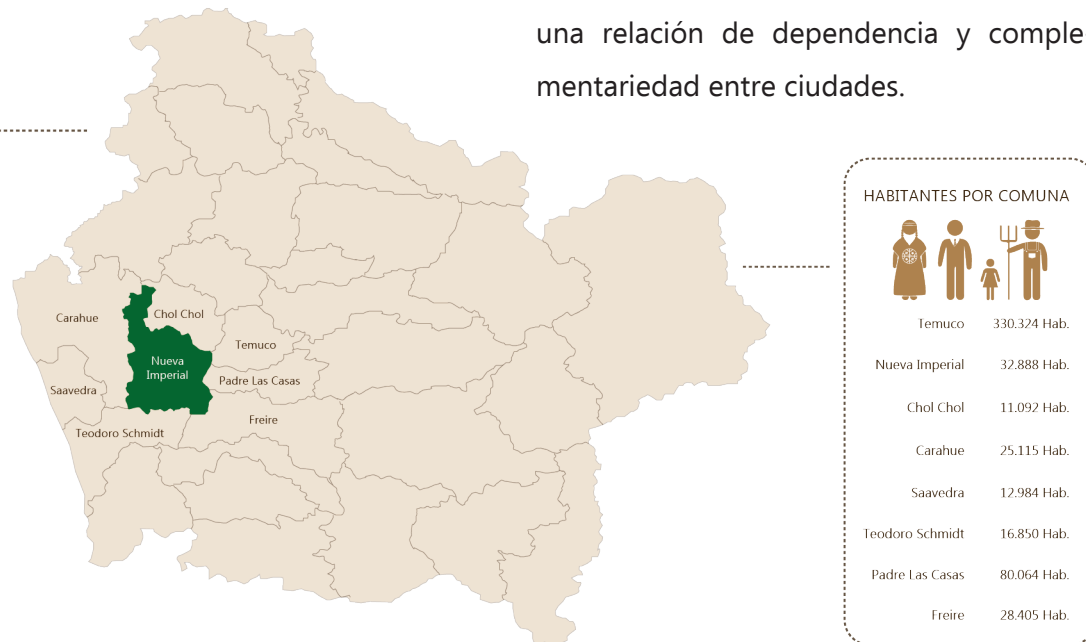 una relación de dependencia y comple
mentariedad entre ciudades.
Carahue
Chol Chol
Temuco
Nueva
Imperial
Padre Las Casas
Saavedra
Freire
Teodoro Schmidt
HABITANTES POR COMUNA
Temuco 330.324 Hab.
Nueva Imperial 32.888 Hab.
Chol Chol 11.092 Hab.
Carahue 25.115 Hab.
Saavedra 12.984 Hab.
Teodoro Schmidt 16.850 Hab.
Padre Las Casas 80.064 Hab.
Freire 28.405 Hab.